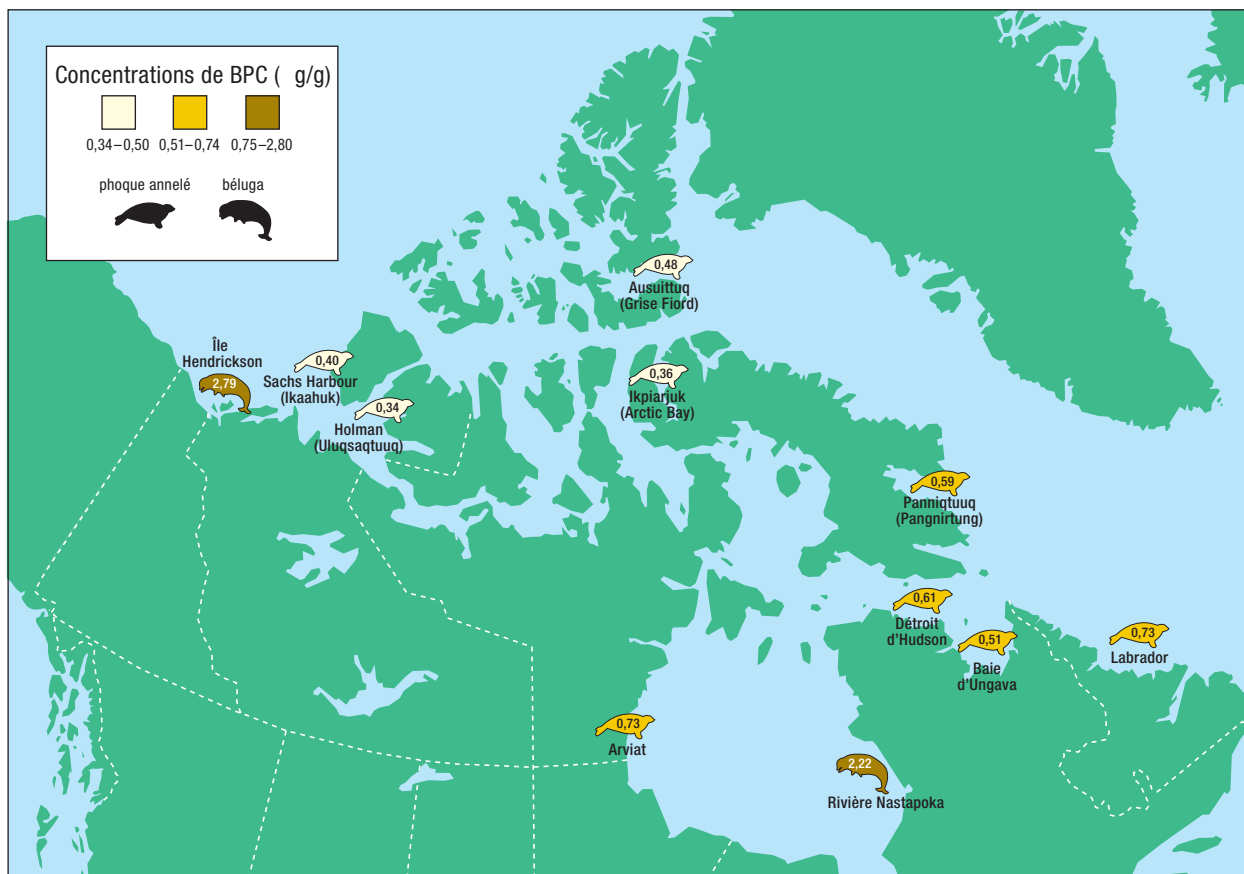 Concentrations de BPC ( g/g)
0,34–0,50 0,51–0,74 0,75–2,80
phoque annelé béluga
0,48
Ausuittuq
(Grise Fiord)
Île
Hendrickson
2,79
0,40
Sachs Harbour
(Ikaahuk)
0,34
Holman
(Uluqsaqtuuq)
0,36
Ikpiarjuk
(Arctic Bay)
0,59
Panniqtuuq
(Pangnirtung)
0,61
Détroit
d'Hudson
0,51
Baie
d'Ungava
0,73
Labrador
0,73
Arviat
2,22
Rivière Nastapoka